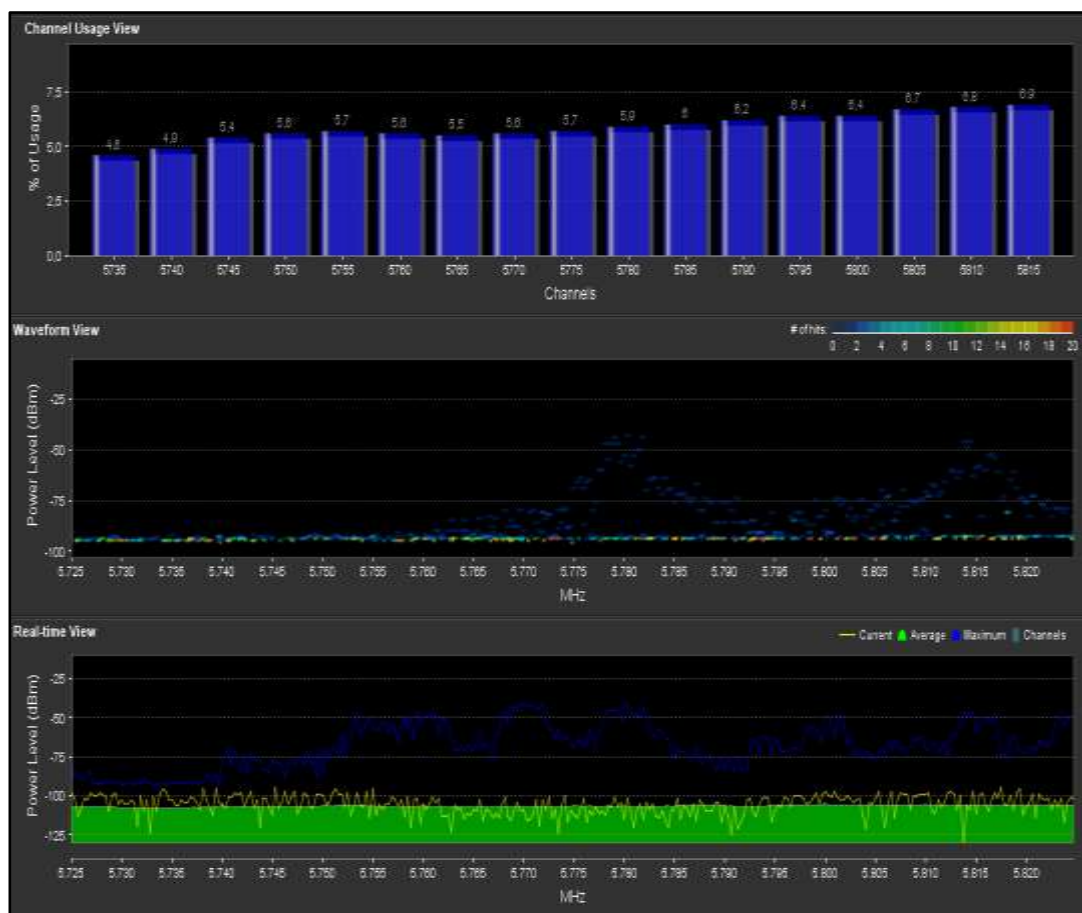 Channel Usage View
7.5
5.0
2.5
0.0
% of Usage
4,6 4,9 5,4 5,6 5,7 5,6 5,5 5,6 5,7 5,9 6 6,2 6,4 6,4 6,7 6,8 6,9
5735 5740 5745 5750 5755 5760 5765 5770 5775 5780 5785 5790 5795 5800 5805 5810 5815
Channels
Waveform View
# of hits:
0 2 4 6 8 10 12 14 16 18 20
Power Level (dBm)
-25
-50
-75
-100
5.725 5.730 5.735 5.740 5.745 5.750 5.755 5.760 5.765 5.770 5.775 5.780 5.785 5.790 5.795 5.800 5.805 5.810 5.815 5.820
MHz
Real-time View
Current Average Maximum Channels
Power Level (dBm)
-25
-50
-75
-100
-125
5.725 5.730 5.735 5.740 5.745 5.750 5.755 5.760 5.765 5.770 5.775 5.780 5.785 5.790 5.795 5.800 5.805 5.810 5.815 5.820
MHz